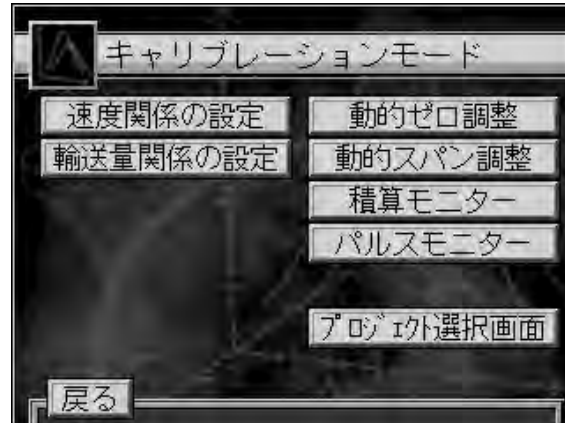 キャリブレーションモード
速度関係の設定
動的ゼロ調整
輸送量関係の設定
動的スパン調整
積算モニター
パルスモニター
ﾌﾟﾛｼﾞｪｸﾄ選択画面
戻る